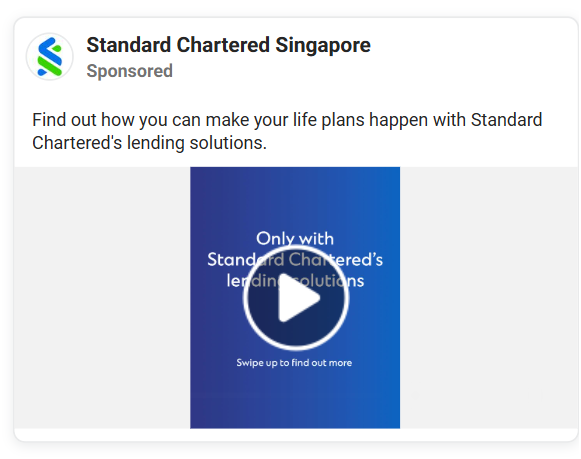 Standard Chartered Singapore
Sponsored
Find out how you can make your life plans happen with Standard
Chartered's lending solutions.
Only with
Standard Chartered's
lending solutions
Swipe up to find out more